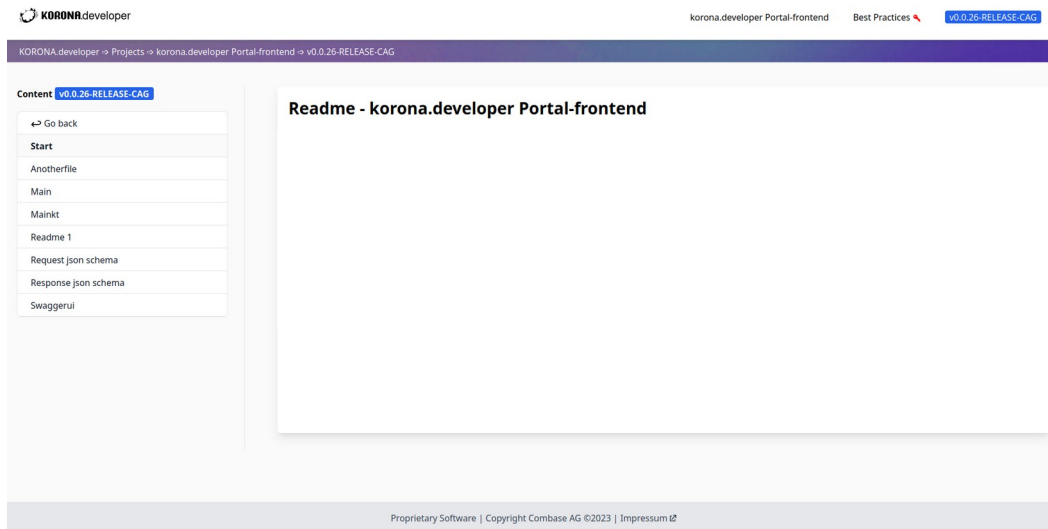 KORONA.developer
korona.developer Portal-frontend
Best Practices
v0.0.26-RELEASE-CAG
KORONA.developer ➩ Projects ➩ korona.developer Portal-frontend ➩ v0.0.26-RELEASE-CAG
Content v0.0.26-RELEASE-CAG
↩ Go back
Start
Anotherfile
Main
Mainkt
Readme 1
Request json schema
Response json schema
Swaggerui
Readme - korona.developer Portal-frontend
Proprietary Software | Copyright Combase AG ©2023 | Impressum